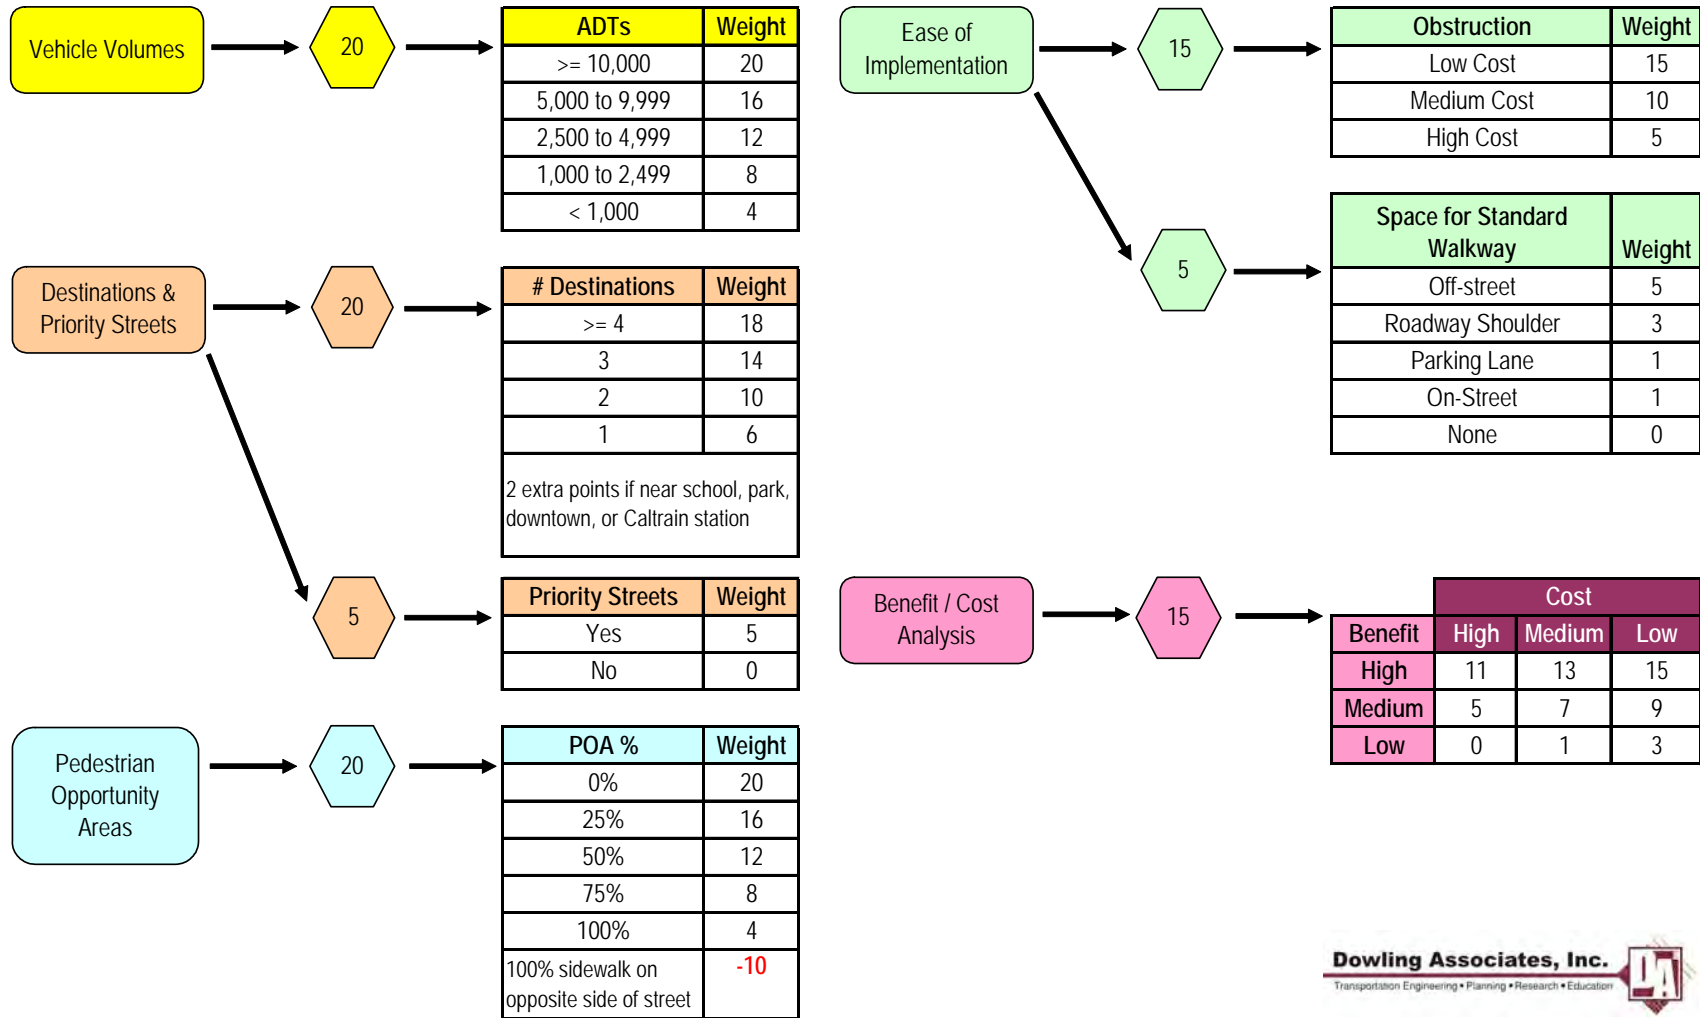 Vehicle Volumes
20
ADTs Weight
>= 10,000 20
5,000 to 9,999 16
2,500 to 4,999 12
1,000 to 2,499 8
< 1,000 4
Destinations &
Priority Streets
20
# Destinations Weight
>= 4 18
3 14
2 10
1 6
2 extra points if near school, park,
downtown, or Caltrain station
5
Priority Streets Weight
Yes 5
No 0
Pedestrian
Opportunity
Areas
20
POA % Weight
0% 20
25% 16
50% 12
75% 8
100% 4
100% sidewalk on
opposite side of street
-10
Ease of
Implementation
15
Obstruction Weight
Low Cost 15
Medium Cost 10
High Cost 5
5
Space for Standard
Walkway Weight
Off-street 5
Roadway Shoulder 3
Parking Lane 1
On-Street 1
None 0
Benefit / Cost
Analysis
15
Cost
Benefit High Medium Low
High 11 13 15
Medium 5 7 9
Low 0 1 3
Dowling Associates, Inc.
Transportation Engineering • Planning • Research • Education
DA